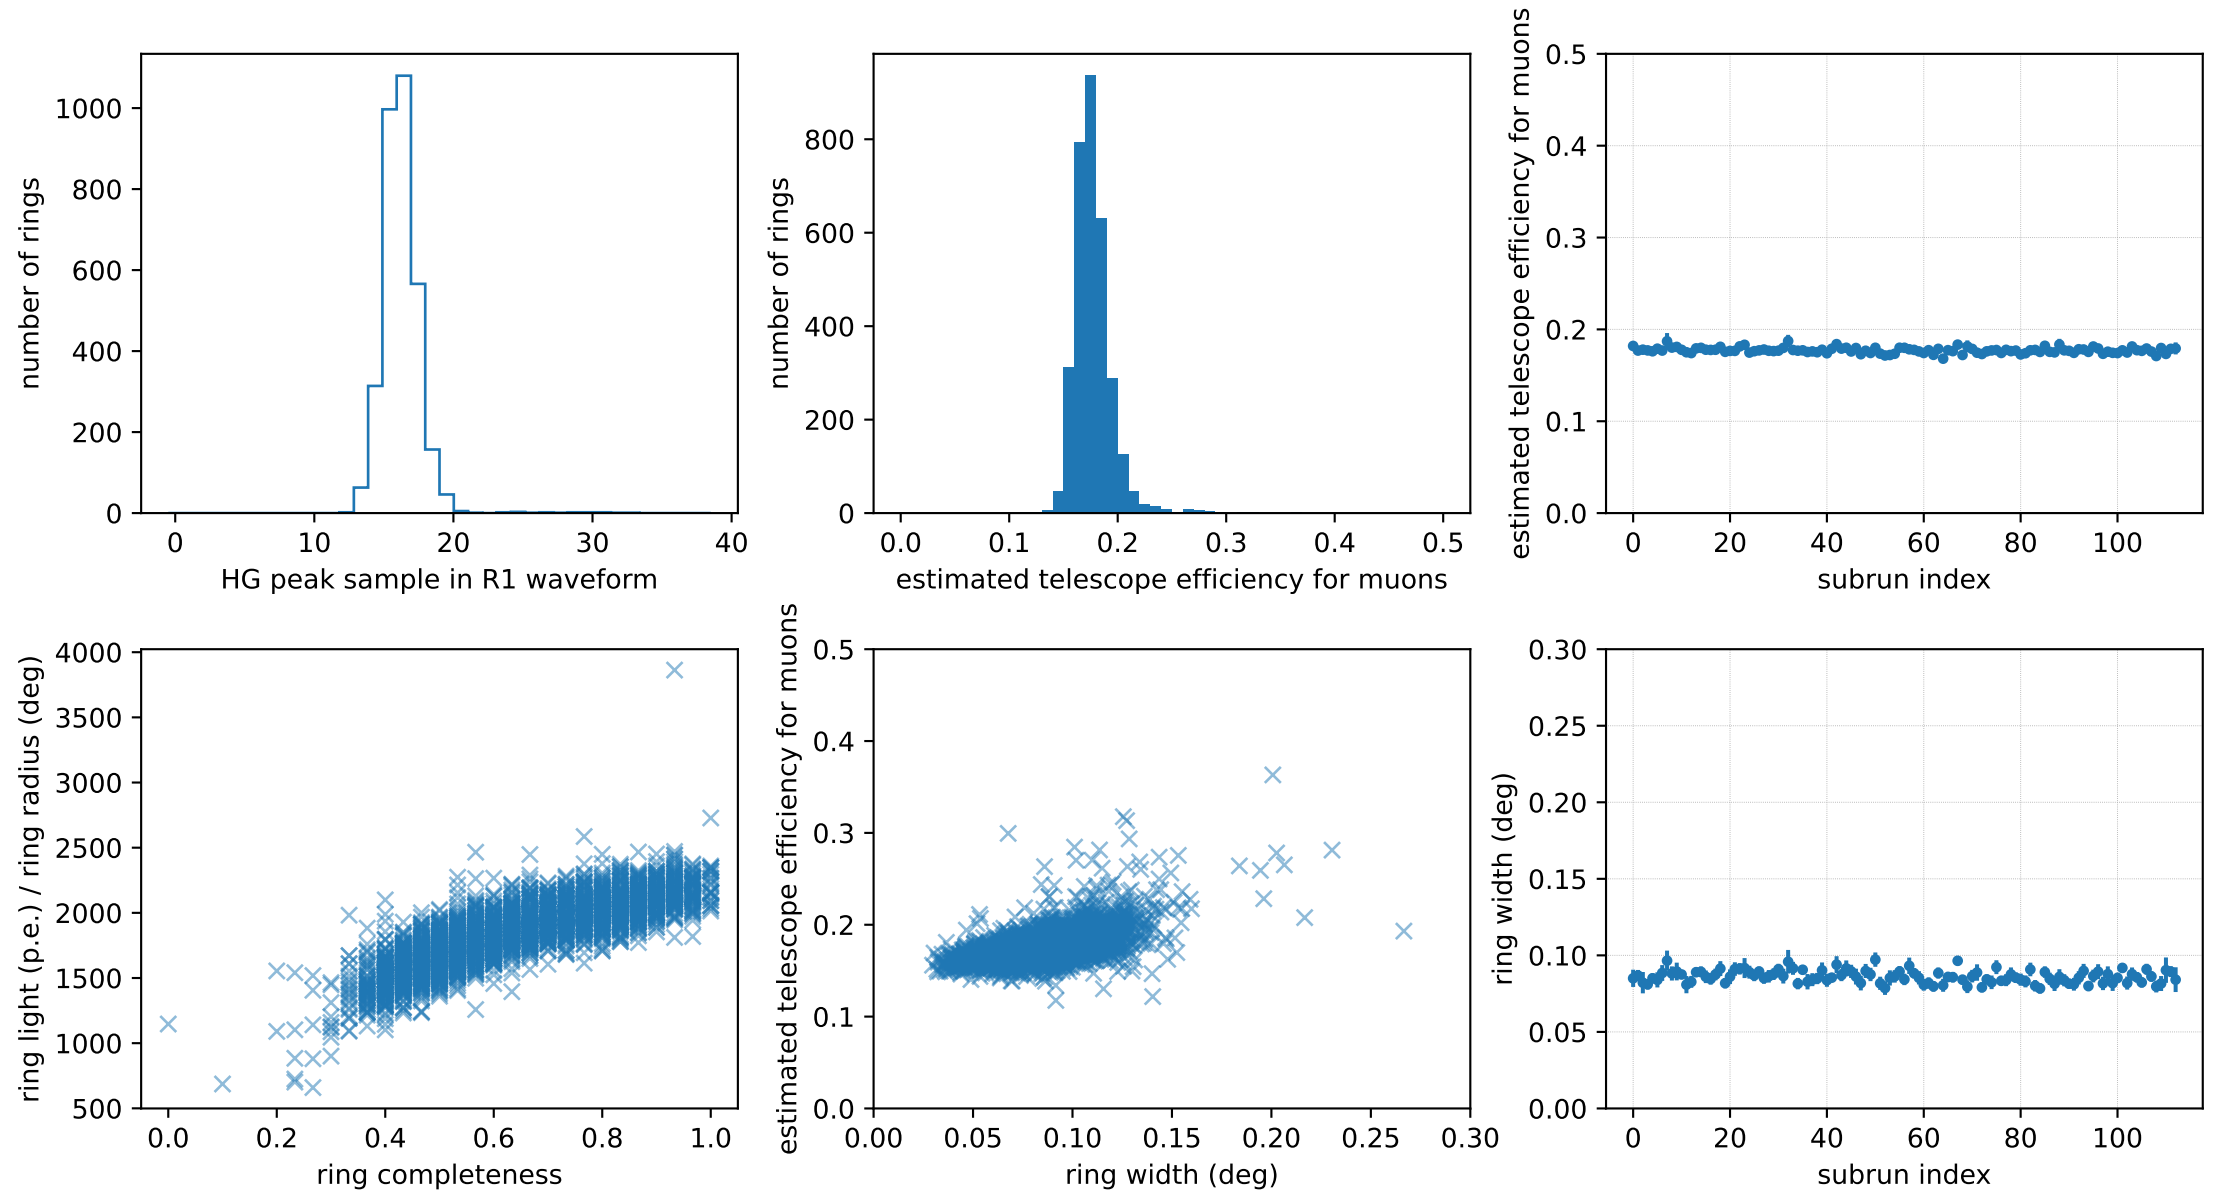 1000
800
600
400
200
0
number of rings
0 10 20 30 40
HG peak sample in R1 waveform
800
600
400
200
0
number of rings
0.0 0.1 0.2 0.3 0.4 0.5
estimated telescope efficiency for muons
0.5
0.4
0.3
0.2
0.1
0.0
estimated telescope efficiency for muons
0 20 40 60 80 100
subrun index
4000
3500
3000
2500
2000
1500
1000
500
ring light (p.e.) / ring radius (deg)
0.0 0.2 0.4 0.6 0.8 1.0
ring completeness
0.5
0.4
0.3
0.2
0.1
0.0
estimated telescope efficiency for muons
0.00 0.05 0.10 0.15 0.20 0.25 0.30
ring width (deg)
0.30
0.25
0.20
0.15
0.10
0.05
0.00
ring width (deg)
0 20 40 60 80 100
subrun index